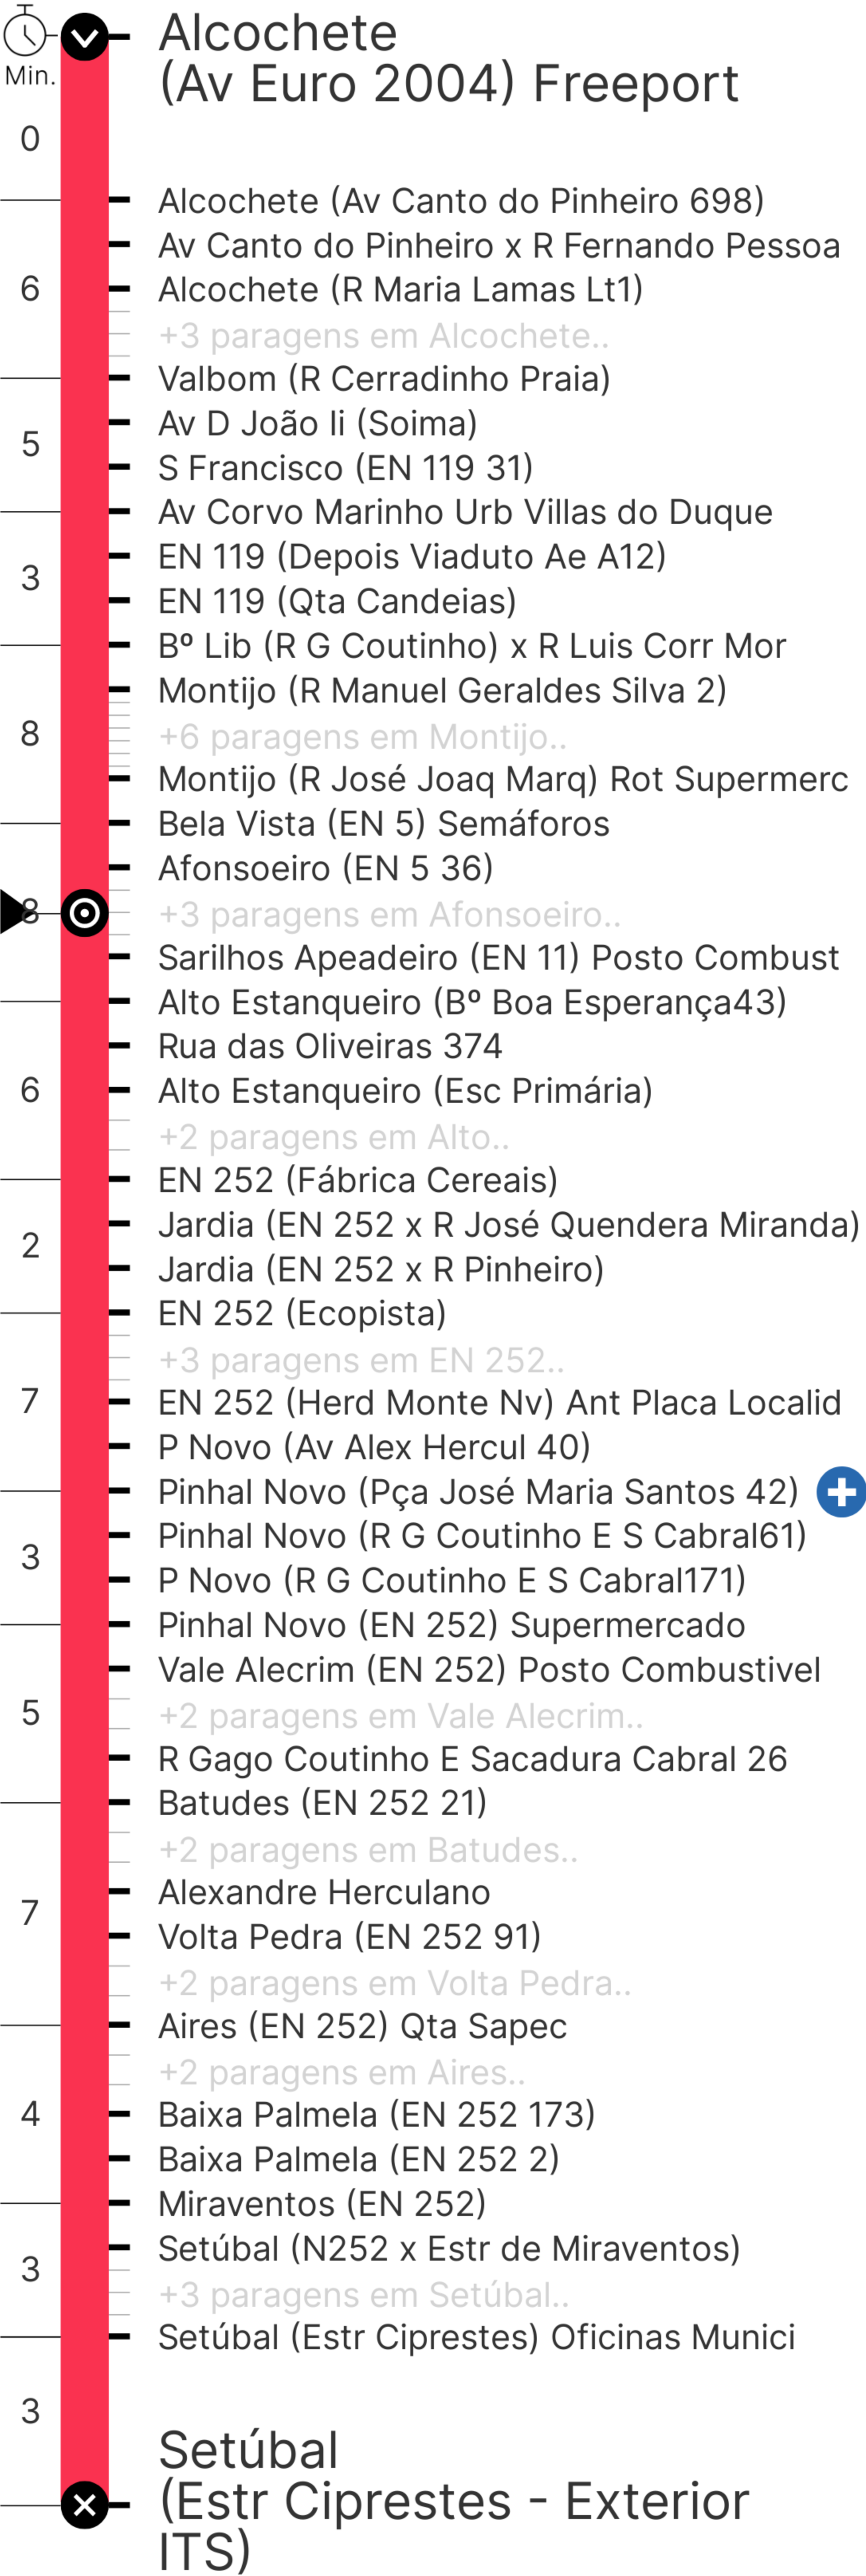 Min.
Alcochete
(Av Euro 2004) Freeport
0
Alcochete (Av Canto do Pinheiro 698)
Av Canto do Pinheiro x R Fernando Pessoa
6
Alcochete (R Maria Lamas Lt1)
+3 paragens em Alcochete..
Valbom (R Cerradinho Praia)
Av D João Ii (Soima)
5
S Francisco (EN 119 31)
Av Corvo Marinho Urb Villas do Duque
EN 119 (Depois Viaduto Ae A12)
3
EN 119 (Qta Candeias)
Bº Lib (R G Coutinho) x R Luis Corr Mor
Montijo (R Manuel Geraldes Silva 2)
8
+6 paragens em Montijo..
Montijo (R José Joaq Marq) Rot Supermerc
Bela Vista (EN 5) Semáforos
Afonsoeiro (EN 5 36)
8
+3 paragens em Afonsoeiro..
Sarilhos Apeadeiro (EN 11) Posto Combust
Alto Estanqueiro (Bº Boa Esperança43)
Rua das Oliveiras 374
6
Alto Estanqueiro (Esc Primária)
+2 paragens em Alto..
EN 252 (Fábrica Cereais)
Jardia (EN 252 x R José Quendera Miranda)
2
Jardia (EN 252 x R Pinheiro)
EN 252 (Ecopista)
+3 paragens em EN 252..
7
EN 252 (Herd Monte Nv) Ant Placa Localid
P Novo (Av Alex Hercul 40)
Pinhal Novo (Pça José Maria Santos 42)
Pinhal Novo (R G Coutinho E S Cabral61)
3
P Novo (R G Coutinho E S Cabral171)
Pinhal Novo (EN 252) Supermercado
Vale Alecrim (EN 252) Posto Combustivel
5
+2 paragens em Vale Alecrim..
R Gago Coutinho E Sacadura Cabral 26
Batudes (EN 252 21)
+2 paragens em Batudes..
Alexandre Herculano
7
Volta Pedra (EN 252 91)
+2 paragens em Volta Pedra..
Aires (EN 252) Qta Sapec
+2 paragens em Aires..
4
Baixa Palmela (EN 252 173)
Baixa Palmela (EN 252 2)
Miraventos (EN 252)
Setúbal (N252 x Estr de Miraventos)
3
+3 paragens em Setúbal..
Setúbal (Estr Ciprestes) Oficinas Munici
3
Setúbal
(Estr Ciprestes - Exterior
ITS)